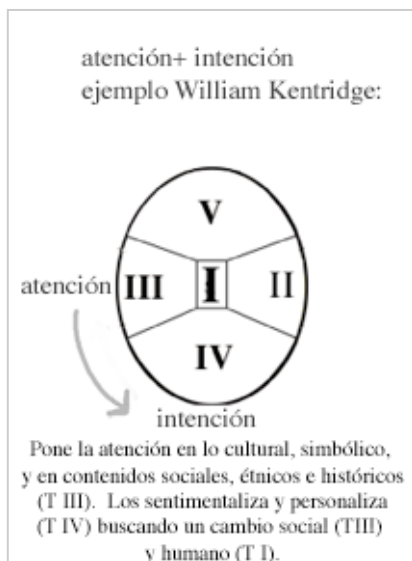 atención+ intención
ejemplo William Kentridge:
V
atención III I II
IV
intención
Pone la atención en lo cultural, simbólico,
y en contenidos sociales, étnicos e históricos
(T III). Los sentimentaliza y personaliza
(T IV) buscando un cambio social (TIII)
y humano (T I).